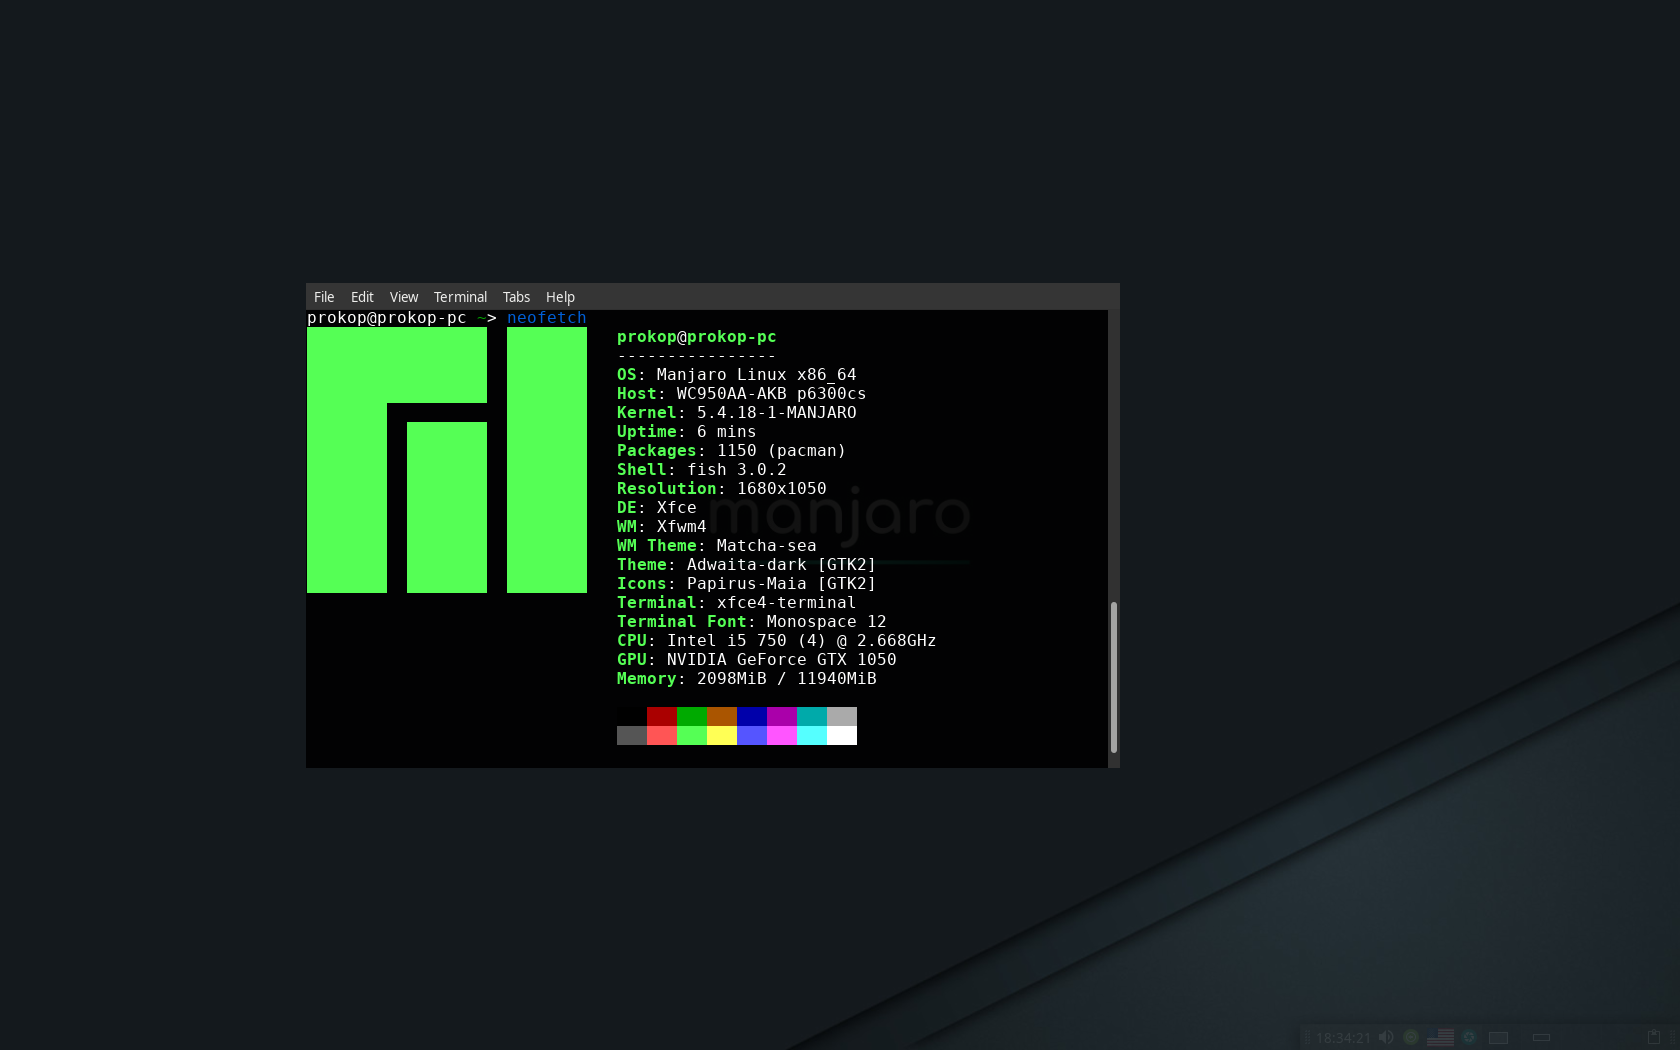 File Edit View Terminal Tabs Help
prokop@prokop-pc ~> neofetch
prokop@prokop-pc
----------------
OS: Manjaro Linux x86_64
Host: WC950AA-AKB p6300cs
Kernel: 5.4.18-1-MANJARO
Uptime: 6 mins
Packages: 1150 (pacman)
Shell: fish 3.0.2
Resolution: 1680x1050
manjaro
DE: Xfce
WM: Xfwm4
WM Theme: Matcha-sea
Theme: Adwaita-dark [GTK2]
Icons: Papirus-Maia [GTK2]
Terminal: xfce4-terminal
Terminal Font: Monospace 12
CPU: Intel i5 750 (4) @ 2.668GHz
GPU: NVIDIA GeForce GTX 1050
Memory: 2098MiB / 11940MiB
18:34:21